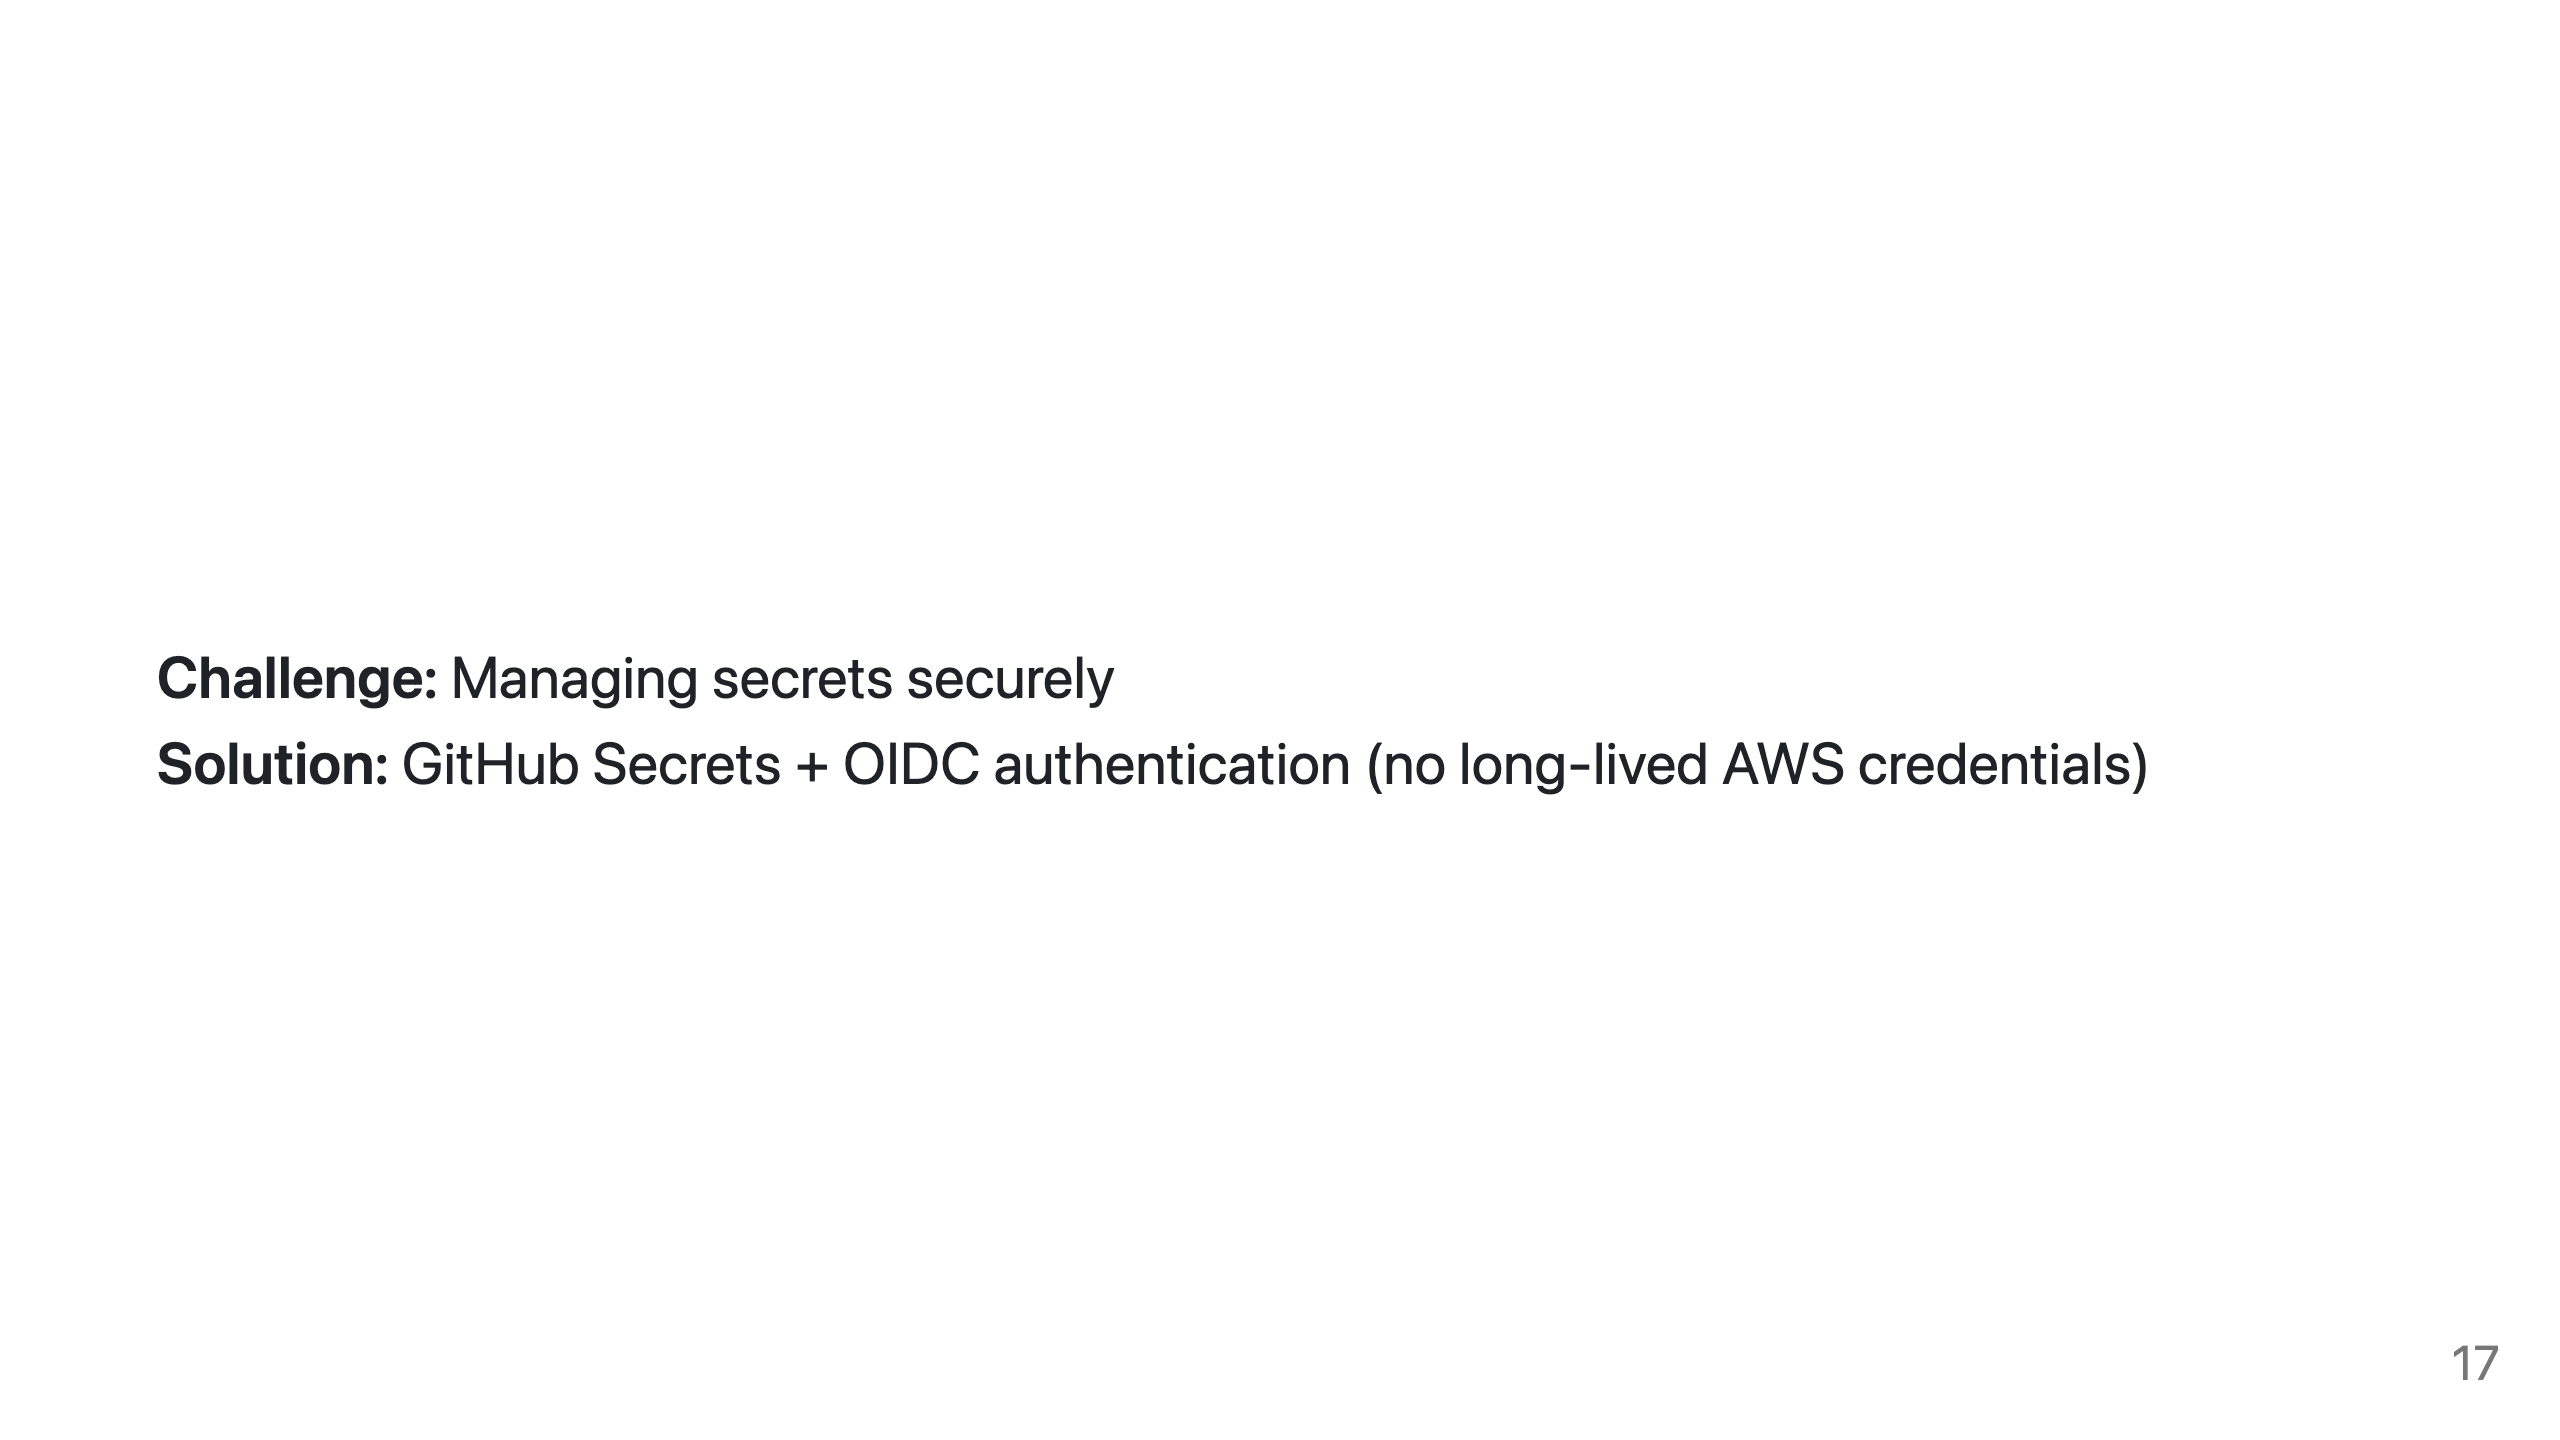 Challenge: Managing secrets securely
Solution: GitHub Secrets + OIDC authentication (no long-lived AWS credentials)
17